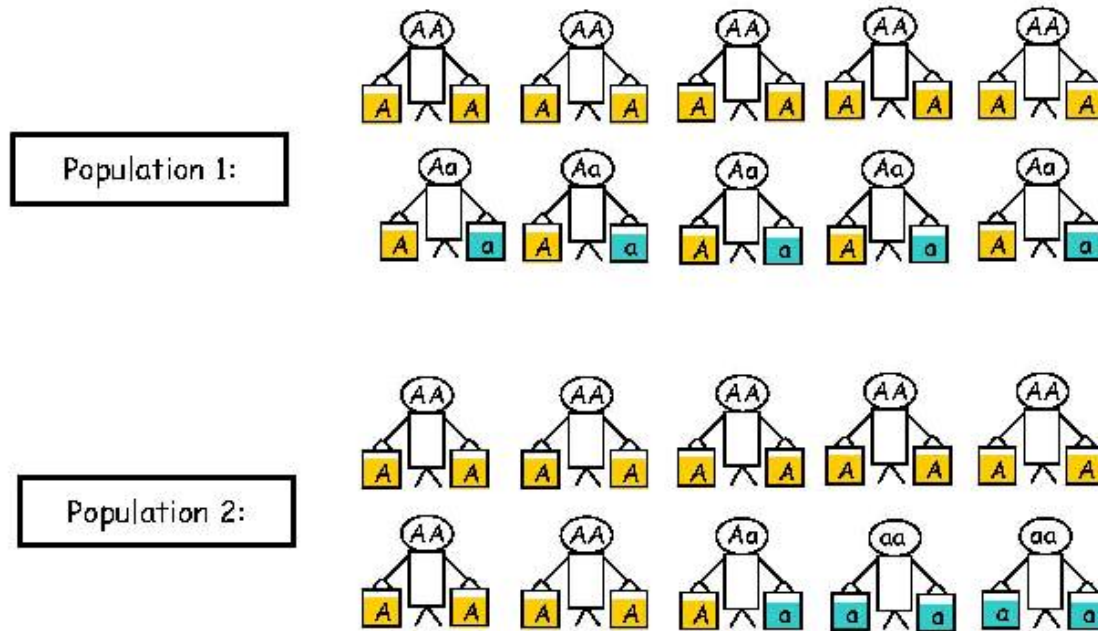 AA AA AA AA AA
A A A A A A A A A A
Population 1:
Aa Aa Aa Aa Aa
A a A a A a A a A a
AA AA AA AA AA
A A A A A A A A A A
Population 2:
AA AA Aa aa aa
A A A A A a a a a a